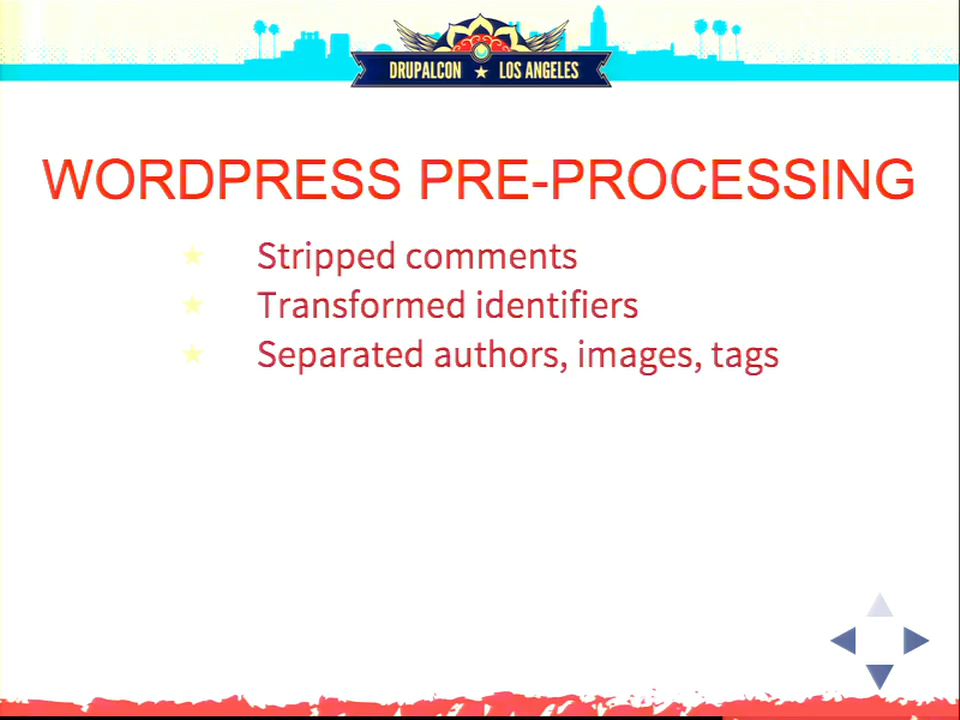 DRUPALCON ★ LOS ANGELES
WORDPRESS PRE-PROCESSING
★ Stripped comments
★ Transformed identifiers
★ Separated authors, images, tags